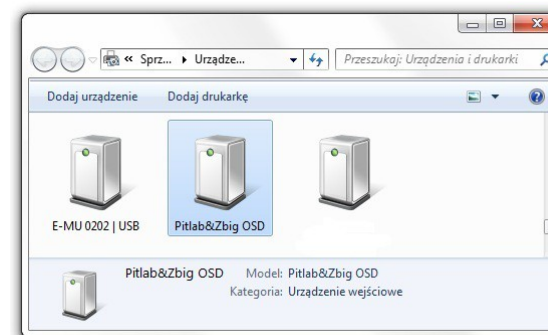 « Sprz... ▸ Urządze...
Przeszukaj: Urządzenia i drukarki
Dodaj urządzenie Dodaj drukarkę
E-MU 0202 | USB Pitlab&Zbig OSD
Pitlab&Zbig OSD Model: Pitlab&Zbig OSD
Kategoria: Urządzenie wejściowe